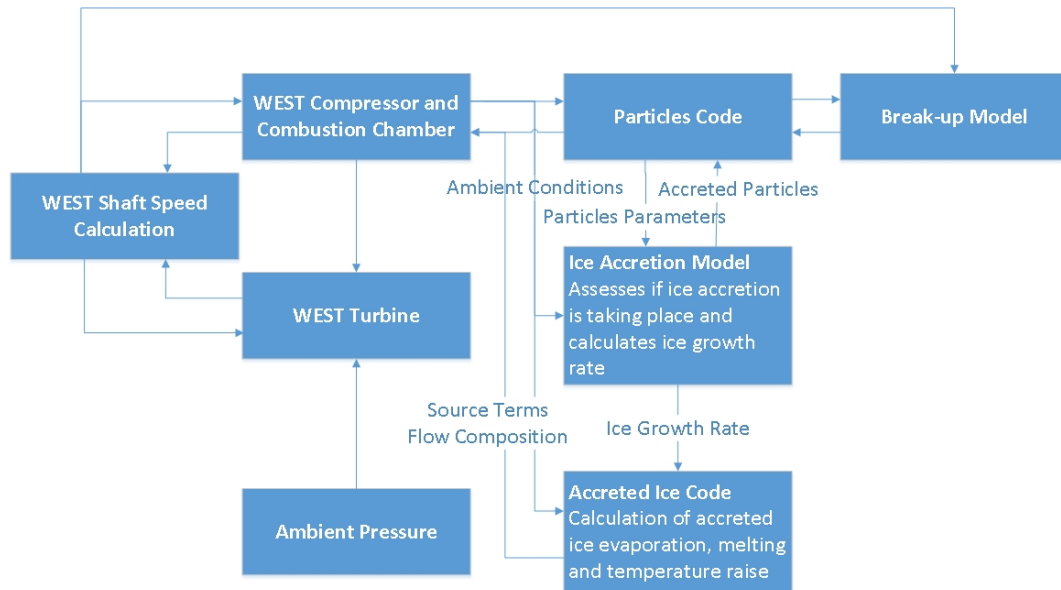 WEST Compressor and
Combustion Chamber
Particles Code
Break-up Model
WEST Shaft Speed
Calculation
Ambient Conditions
Accreted Particles
Particles Parameters
Ice Accretion Model
Assesses if ice accretion
is taking place and
calculates ice growth
rate
WEST Turbine
Source Terms
Flow Composition
Ice Growth Rate
Ambient Pressure
Accreted Ice Code
Calculation of accreted
ice evaporation, melting
and temperature raise